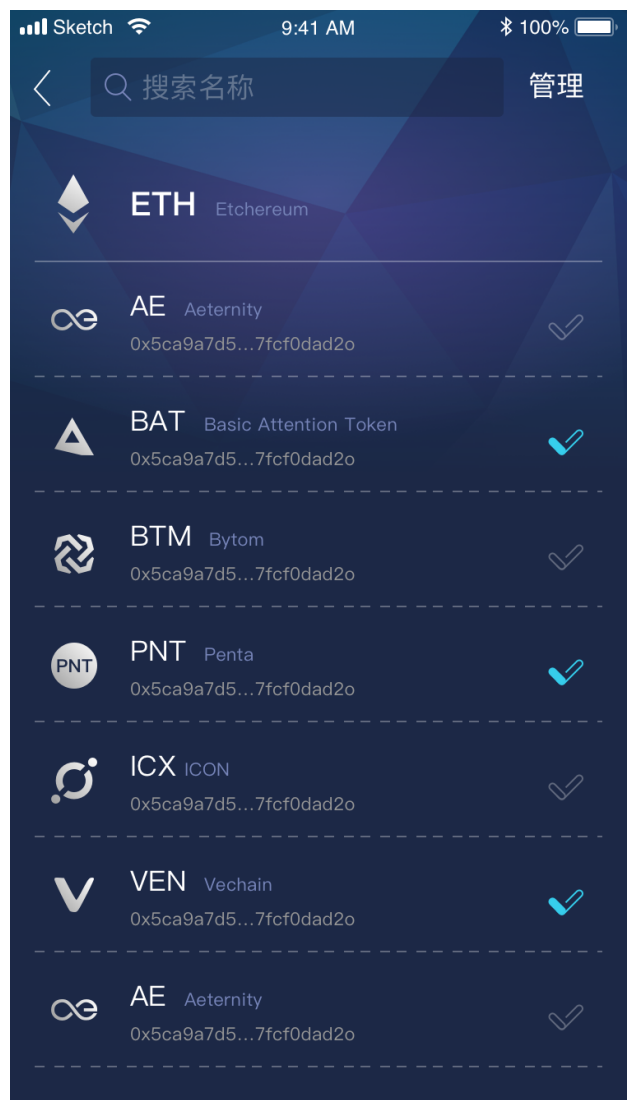 Sketch 9:41 AM 100%
搜索名称 管理
ETH Etchereum
AE Aeternity
0x5ca9a7d5...7fcf0dad2o
BAT Basic Attention Token
0x5ca9a7d5...7fcf0dad2o
BTM Bytom
0x5ca9a7d5...7fcf0dad2o
PNT PNT Penta
0x5ca9a7d5...7fcf0dad2o
ICX ICON
0x5ca9a7d5...7fcf0dad2o
VEN Vechain
0x5ca9a7d5...7fcf0dad2o
AE Aeternity
0x5ca9a7d5...7fcf0dad2o